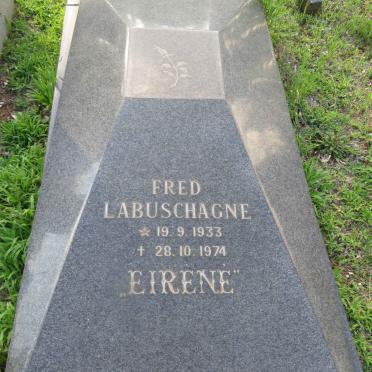 FRED
LABUSCHAGNE
☆ 19. 9. 1933
✝ 28. 10. 1974
„EIRENE”